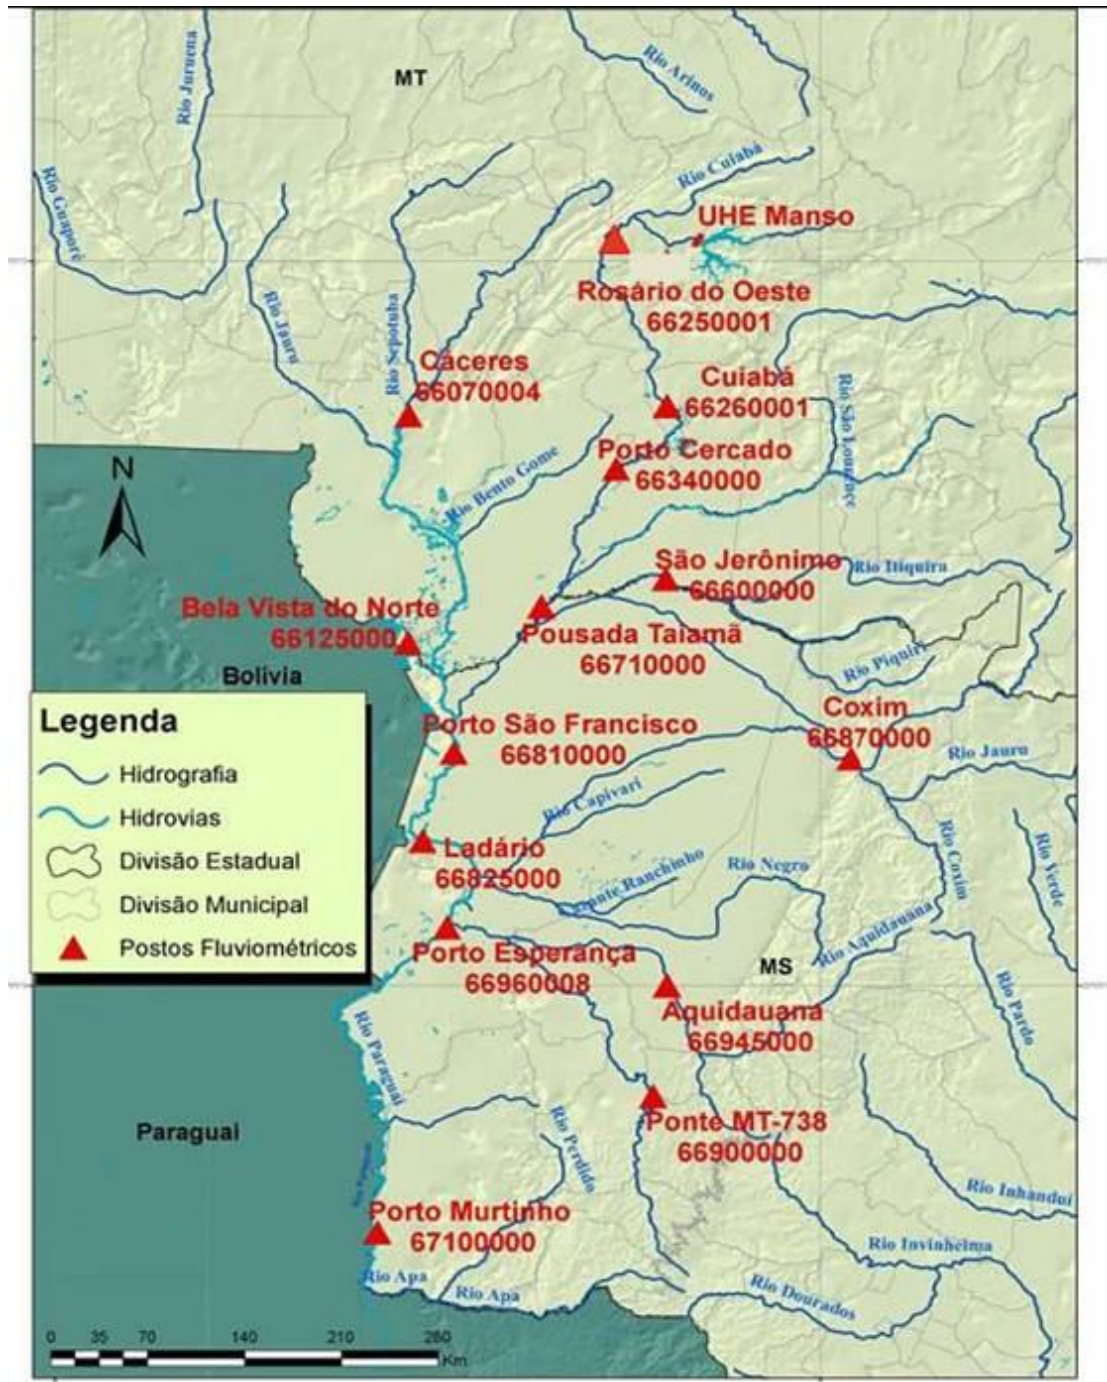 Rio Juruena
MT
Rio Arinos
Rio Guaporé
Rio Cuiabá
UHE Manso
Rosário do Oeste
66250001
Rio Jauru
Rio Sepotuba
Cáceres
66070004
Cuiabá
66260001
Rio São Lourenço
Porto Cercado
66340000
N
Rio Bento Gome
São Jerônimo
66600000
Rio Itiquira
Bela Vista do Norte
66125000
Pousada Taiamã
66710000
Rio Piquiri
Bolívia
Coxim
66870000
Porto São Francisco
66810000
Rio Jauru
Legenda
Hidrografia
Hidrovias
Divisão Estadual
Divisão Municipal
Postos Fluviométricos
Rio Capivari
Ladário
66825000
Rio Coxim
Rio Verde
Ranchinho
Rio Negro
Rio Aquidauana
Porto Esperança
66960008
MS
Aquidauana
66945000
Rio Pardo
Rio Paraguai
Paraguai
Rio Perdido
Ponte MT-738
66900000
Rio Inhanduí
Porto Murtinho
67100000
Rio Invinheima
Rio Apa
Rio Apa
Rio Dourados
0 35 70 140 210 280
Km